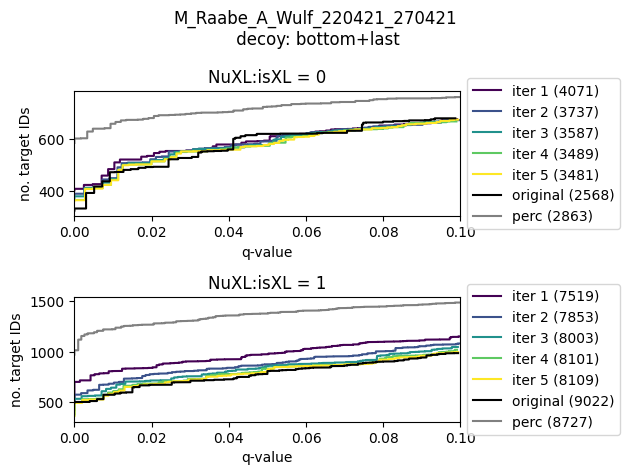 M_Raabe_A_Wulf_220421_270421
decoy: bottom+last
NuXL:isXL = 0
no. target IDs
600
400
0.00 0.02 0.04 0.06 0.08 0.10
q-value
iter 1 (4071)
iter 2 (3737)
iter 3 (3587)
iter 4 (3489)
iter 5 (3481)
original (2568)
perc (2863)
NuXL:isXL = 1
no. target IDs
1500
1000
500
0.00 0.02 0.04 0.06 0.08 0.10
q-value
iter 1 (7519)
iter 2 (7853)
iter 3 (8003)
iter 4 (8101)
iter 5 (8109)
original (9022)
perc (8727)